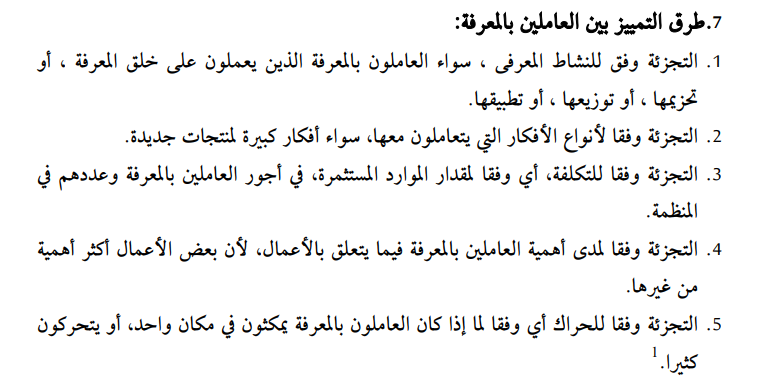 7.طرق التمييز بين العاملين بالمعرفة:
1. التجزئة وفق للنشاط المعرفى ، سواء العاملون بالمعرفة الذين يعملون على خلق المعرفة ، أو
تحزيمها ، أو توزيعها ، أو تطبيقها.
2. التجزئة وفقا لأنواع الأفكار التي يتعاملون معها، سواء أفكار كبيرة لمنتجات جديدة.
3. التجزئة وفقا للتكلفة، أي وفقا لمقدار الموارد المستثمرة، في أجور العاملين بالمعرفة وعددهم في
المنظمة.
4. التجزئة وفقا لمدى أهمية العاملين بالمعرفة فيما يتعلق بالأعمال، لأن بعض الأعمال أكثر أهمية
من غيرها.
5. التجزئة وفقا للحراك أي وفقا لما إذا كان العاملون بالمعرفة يمكثون في مكان واحد، أو يتحركون
كثيرا.1